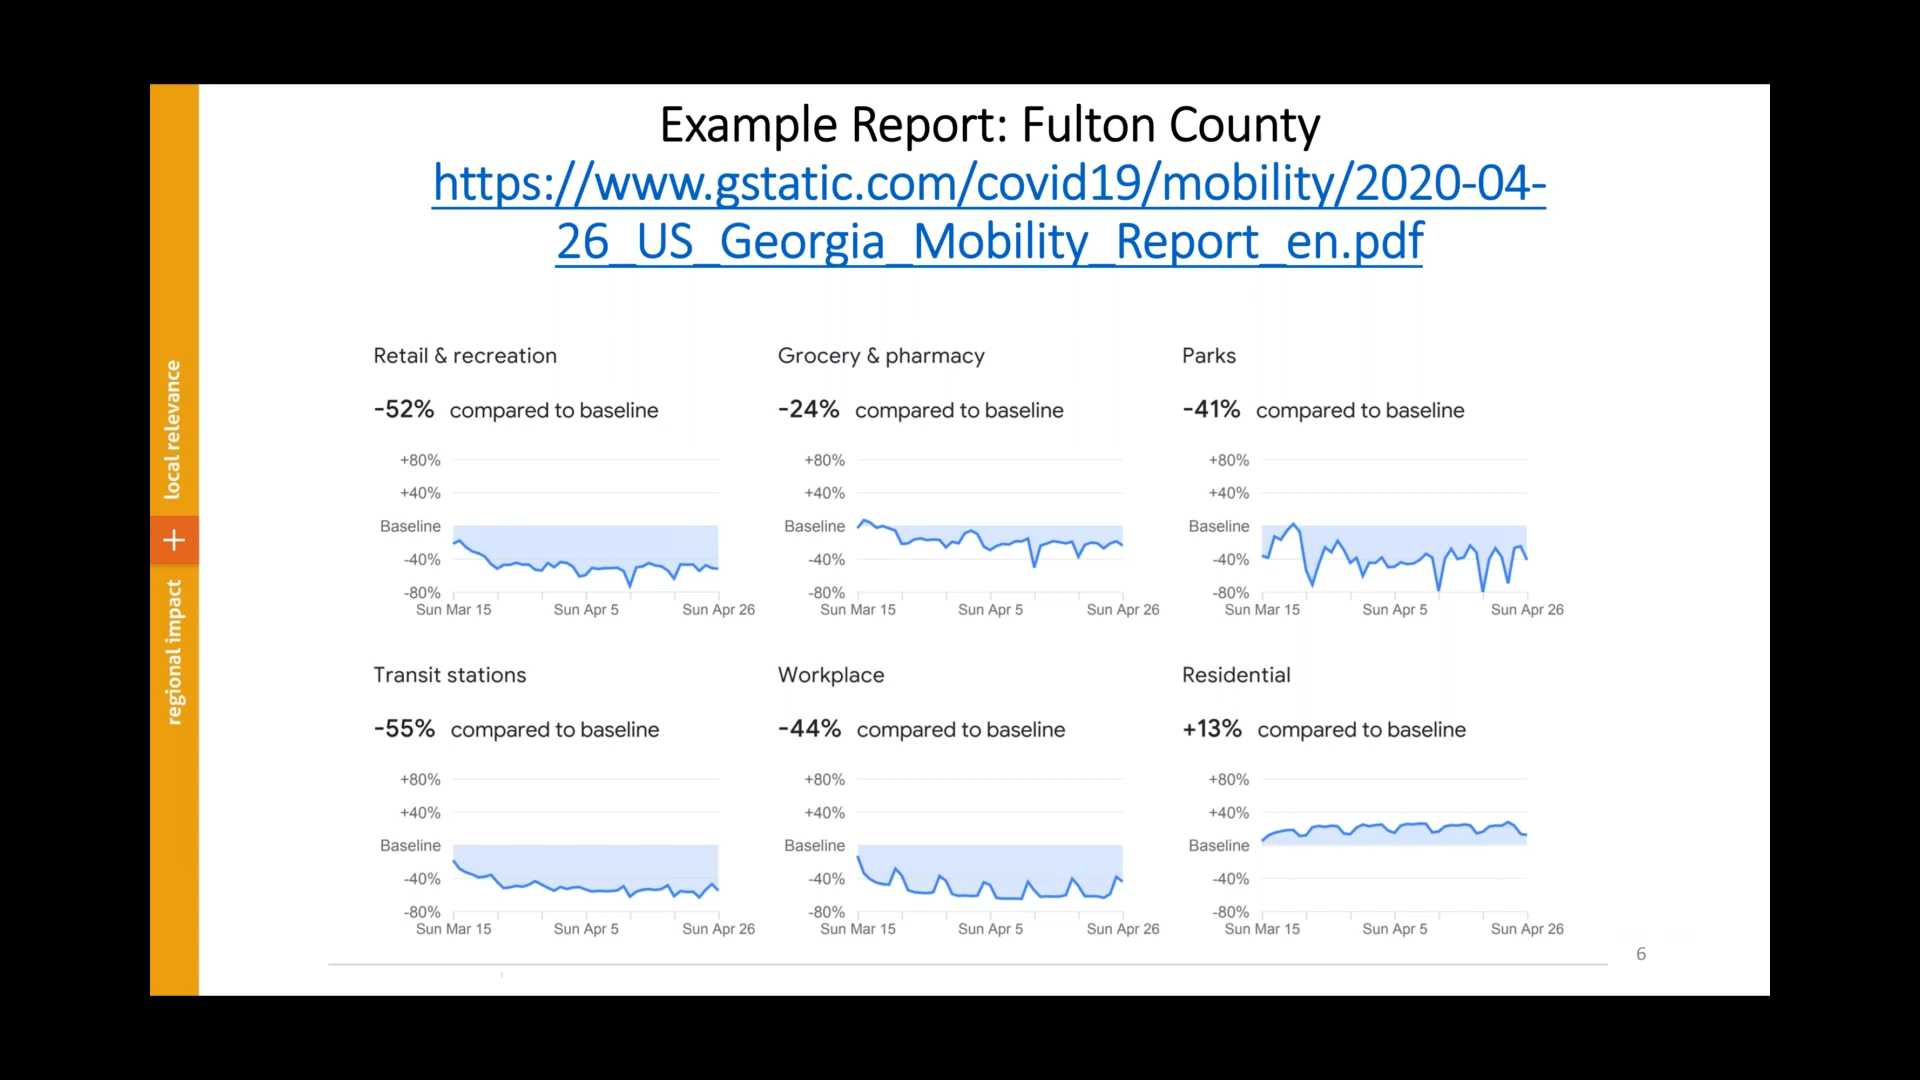 Example Report: Fulton County
https://www.gstatic.com/covid19/mobility/2020-04-
26_US_Georgia_Mobility_Report_en.pdf
local relevance
+
regional impact
Retail & recreation
-52% compared to baseline
+80%
+40%
Baseline
-40%
-80%
Sun Mar 15 Sun Apr 5 Sun Apr 26
Grocery & pharmacy
-24% compared to baseline
+80%
+40%
Baseline
-40%
-80%
Sun Mar 15 Sun Apr 5 Sun Apr 26
Parks
-41% compared to baseline
+80%
+40%
Baseline
-40%
-80%
Sun Mar 15 Sun Apr 5 Sun Apr 26
Transit stations
-55% compared to baseline
+80%
+40%
Baseline
-40%
-80%
Sun Mar 15 Sun Apr 5 Sun Apr 26
Workplace
-44% compared to baseline
+80%
+40%
Baseline
-40%
-80%
Sun Mar 15 Sun Apr 5 Sun Apr 26
Residential
+13% compared to baseline
+80%
+40%
Baseline
-40%
-80%
Sun Mar 15 Sun Apr 5 Sun Apr 26
6